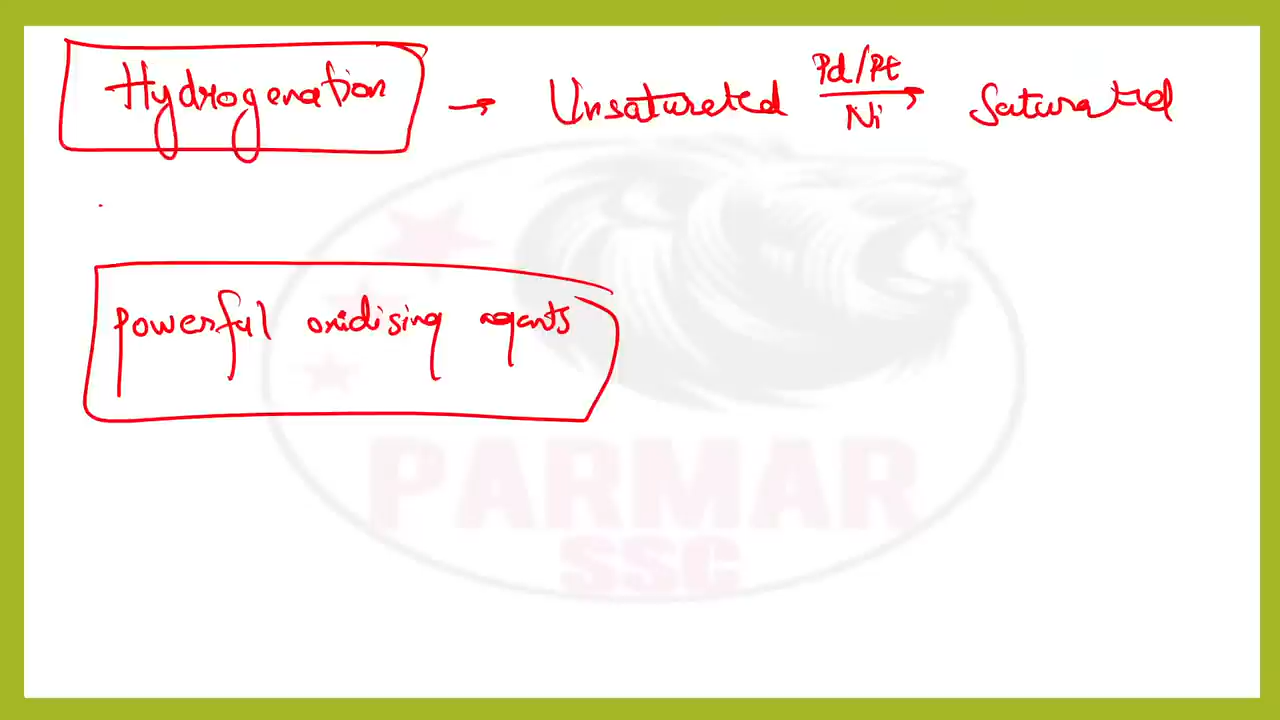 Hydrogenation → Unsaturated Pd/Pt Ni → Saturated
Powerful oxidising agents
PARMAR
SSC